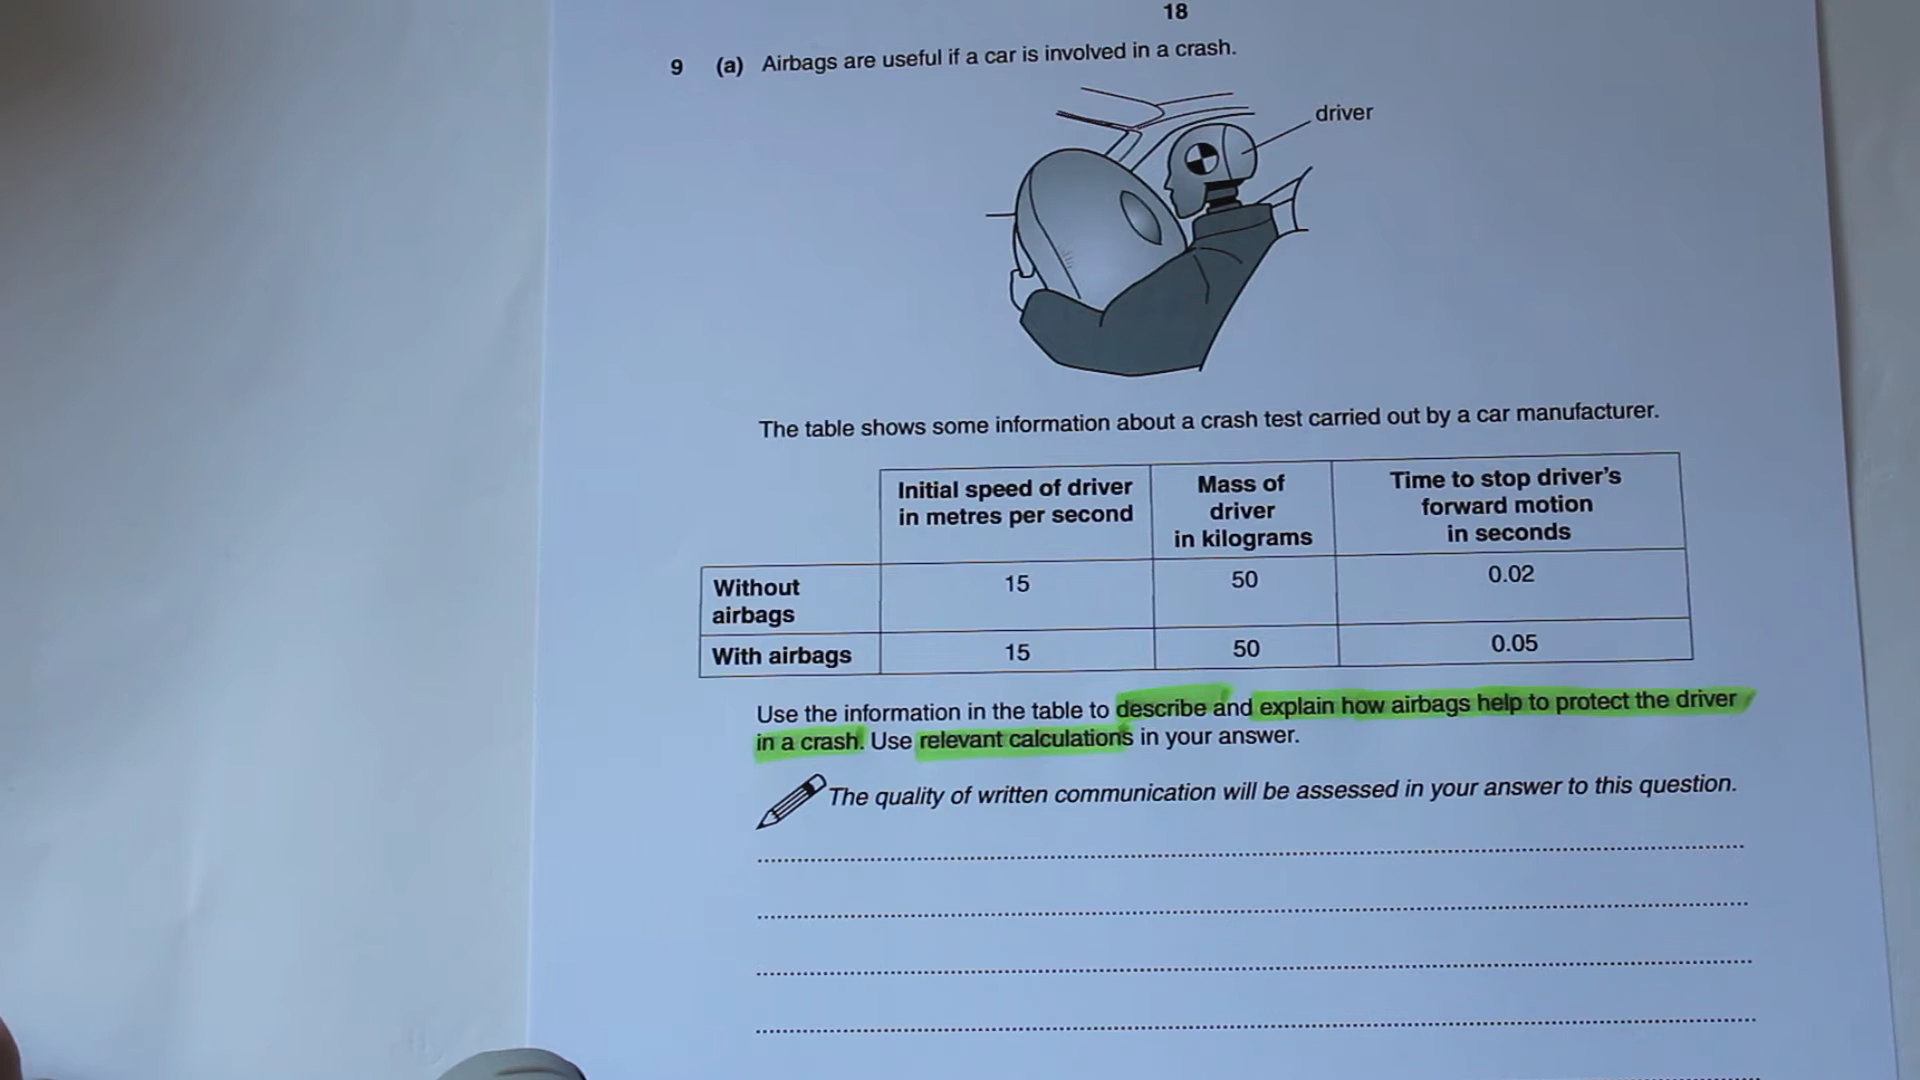 18
9 (a) Airbags are useful if a car is involved in a crash.
driver
The table shows some information about a crash test carried out by a car manufacturer.
Initial speed of driver in metres per second
Mass of driver in kilograms
Time to stop driver's forward motion in seconds
Without airbags 15 50 0.02
With airbags 15 50 0.05
Use the information in the table to describe and explain how airbags help to protect the driver
in a crash. Use relevant calculations in your answer.
The quality of written communication will be assessed in your answer to this question.